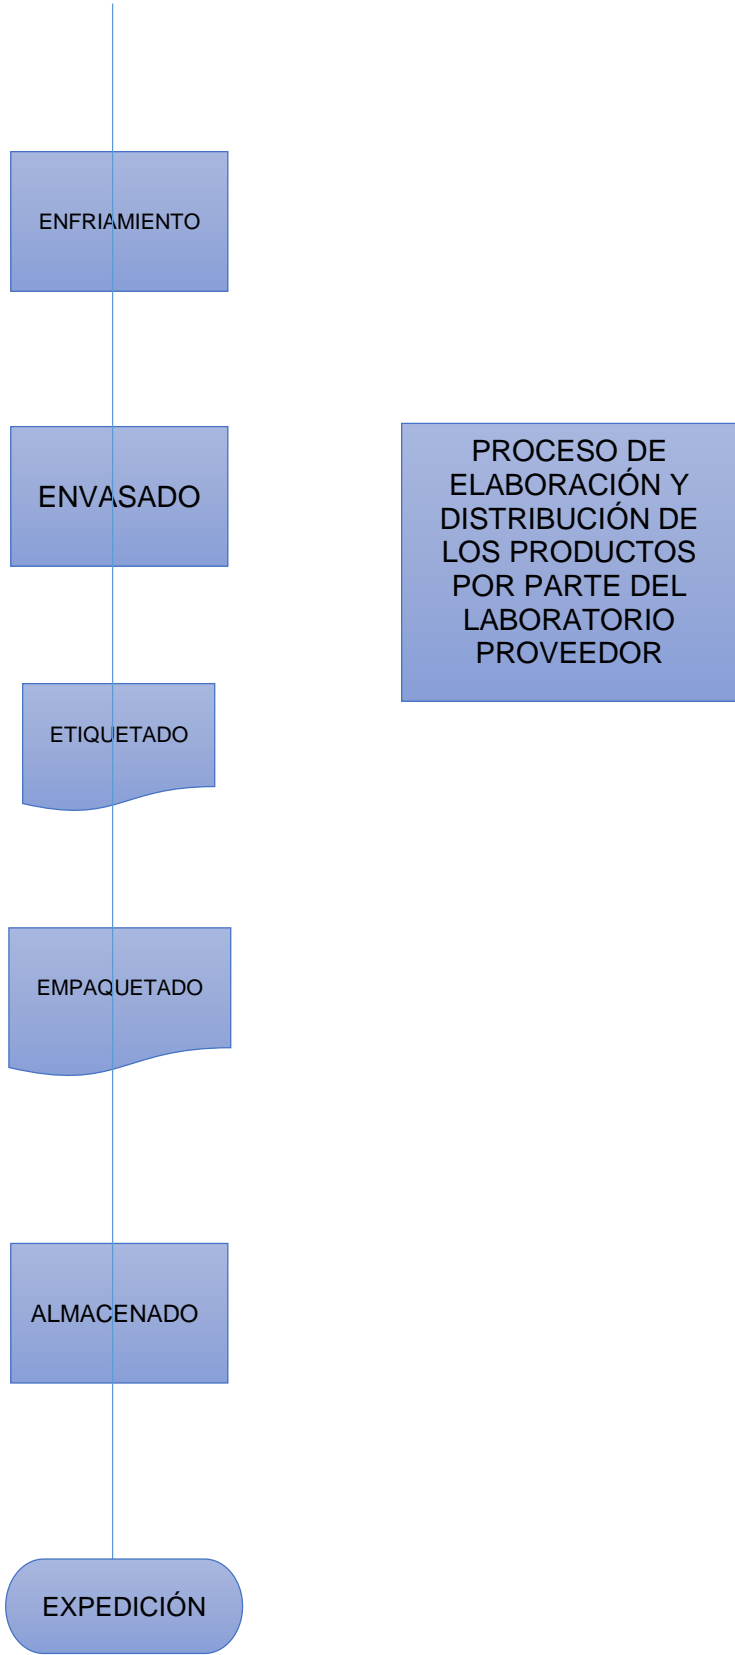 ENFRIAMIENTO
ENVASADO
PROCESO DE
ELABORACIÓN Y
DISTRIBUCIÓN DE
LOS PRODUCTOS
POR PARTE DEL
LABORATORIO
PROVEEDOR
ETIQUETADO
EMPAQUETADO
ALMACENADO
EXPEDICIÓN